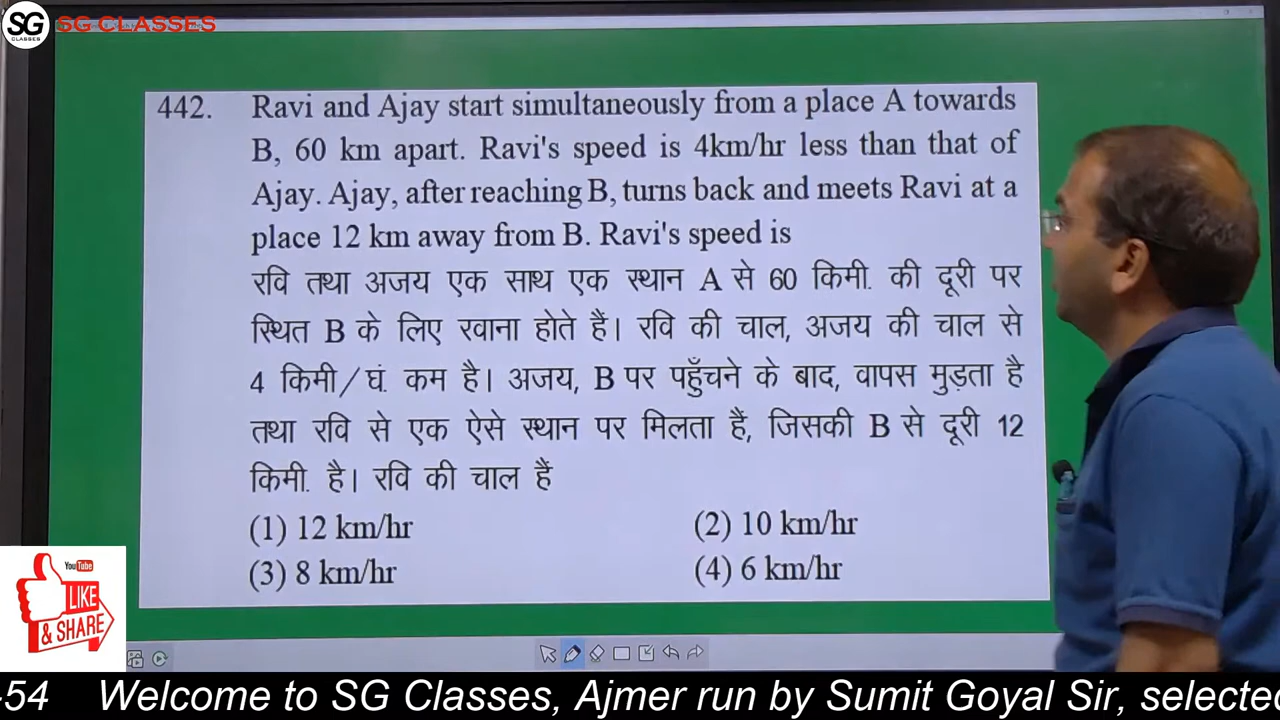 SG
CLASSES
SG CLASSES
442. Ravi and Ajay start simultaneously from a place A towards
B, 60 km apart. Ravi's speed is 4km/hr less than that of
Ajay. Ajay, after reaching B, turns back and meets Ravi at a
place 12 km away from B. Ravi's speed is
रवि तथा अजय एक साथ एक स्थान A से 60 किमी. की दूरी पर
स्थित B के लिए रवाना होते हैं। रवि की चाल, अजय की चाल से
4 किमी/घं. कम है। अजय, B पर पहुँचने के बाद, वापस मुड़ता है
तथा रवि से एक ऐसे स्थान पर मिलता है, जिसकी B से दूरी 12
किमी. है। रवि की चाल है
(1) 12 km/hr (2) 10 km/hr
(3) 8 km/hr (4) 6 km/hr
YouTube
LIKE
& SHARE
-54 Welcome to SG Classes, Ajmer run by Sumit Goyal Sir, selected